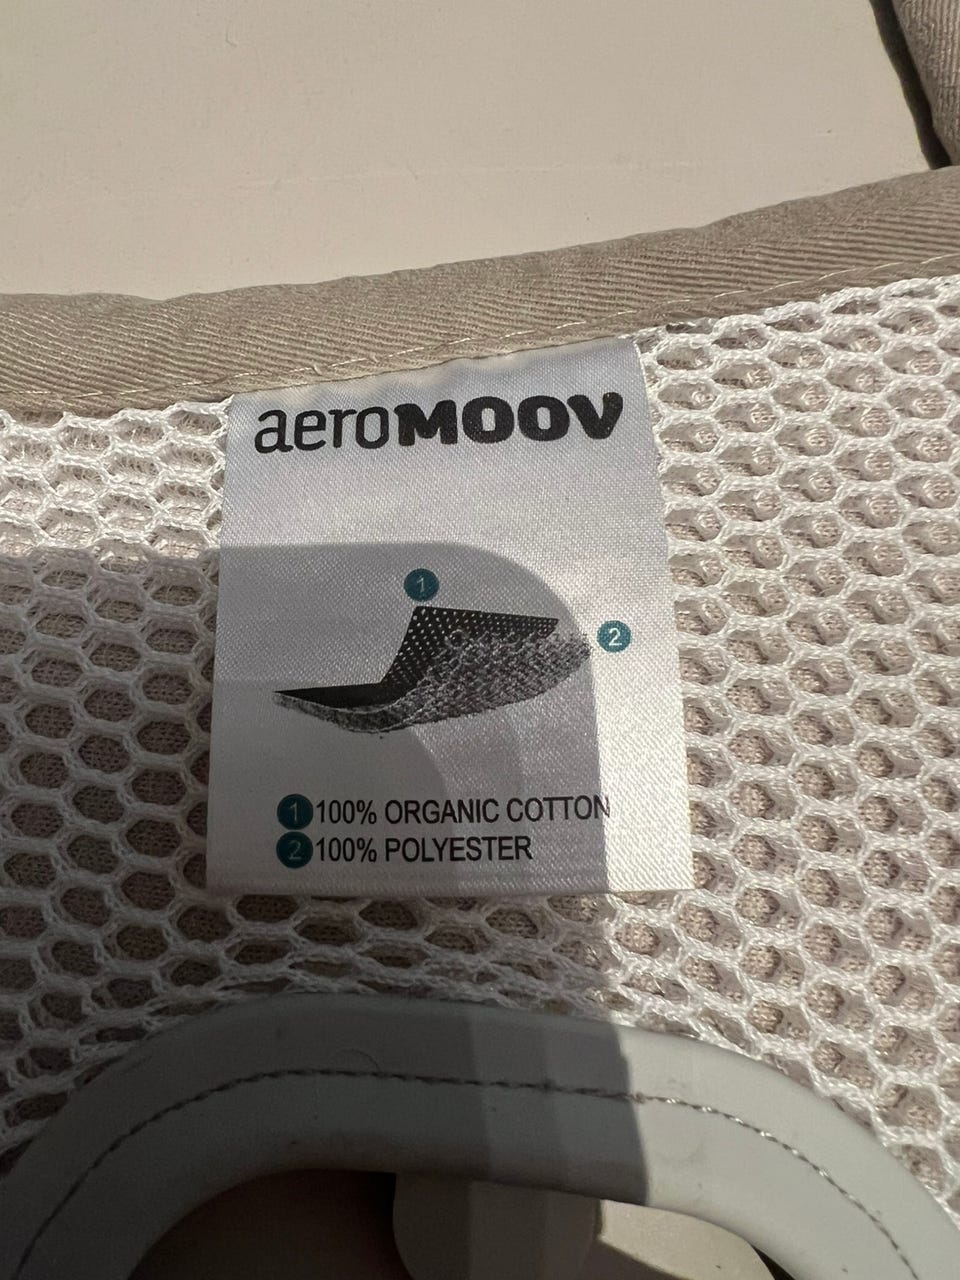 aeroMOOV
1
2
1 100% ORGANIC COTTON
2 100% POLYESTER